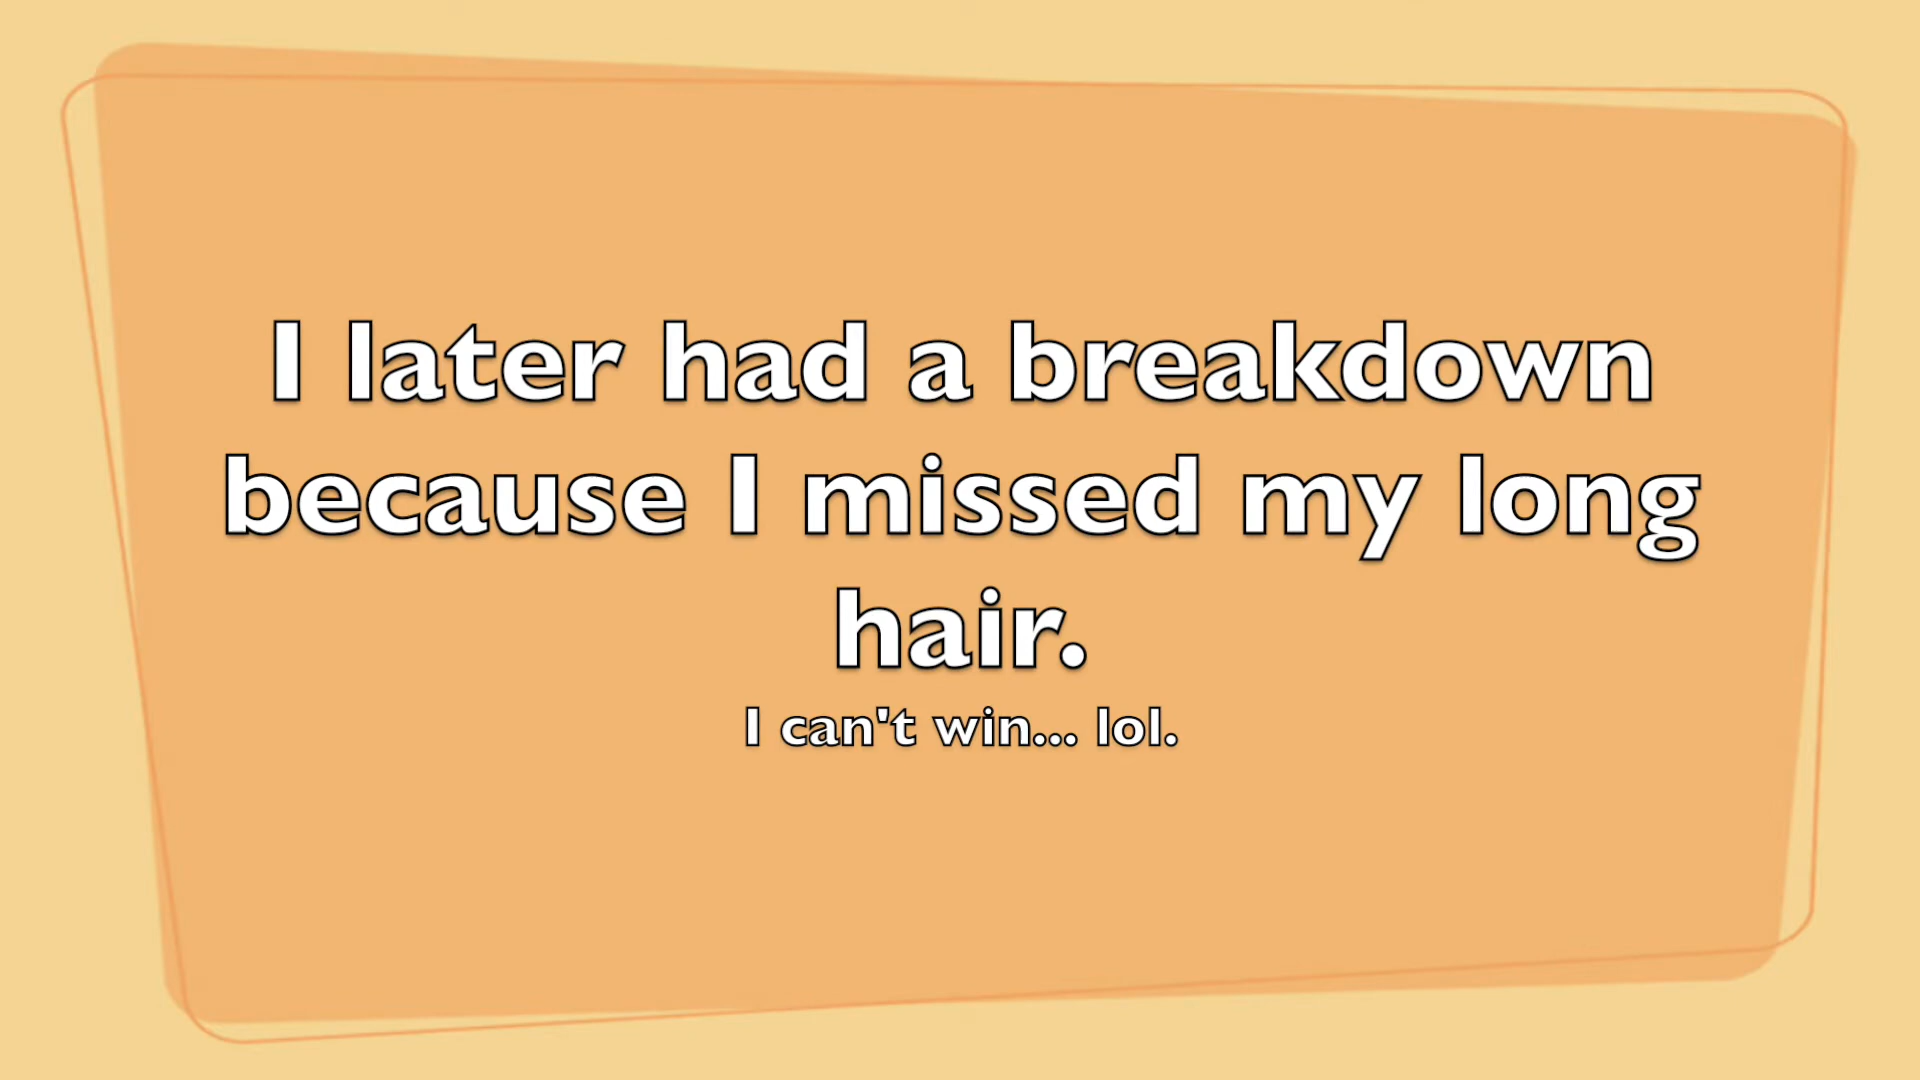 I later had a breakdown
because I missed my long
hair.
I can't win... lol.